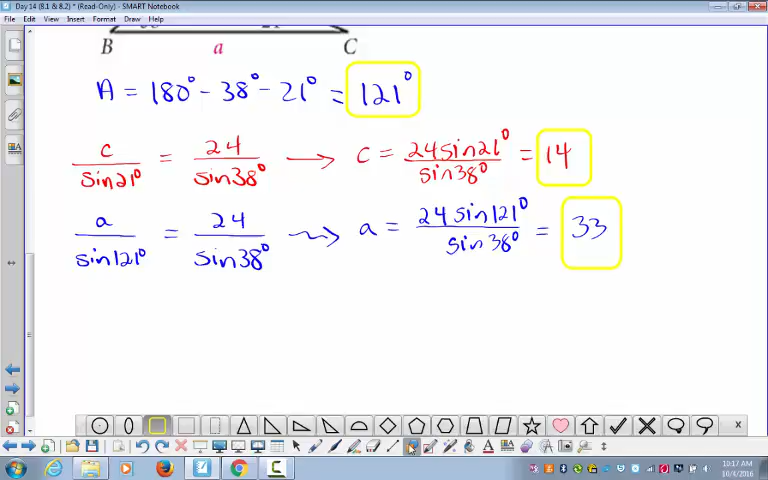 Day 14 (8.1 & 8.2) * (Read-Only) - SMART Notebook
File Edit View Insert Format Draw Window Help
B a C
A = 180° - 38° - 21° = 121°
c/sin21° = 24/sin38° → c = 24sin21°/sin38° = 14
a/sin121° = 24/sin38° → a = 24sin121°/sin38° = 33
10:17 AM
10/4/2016